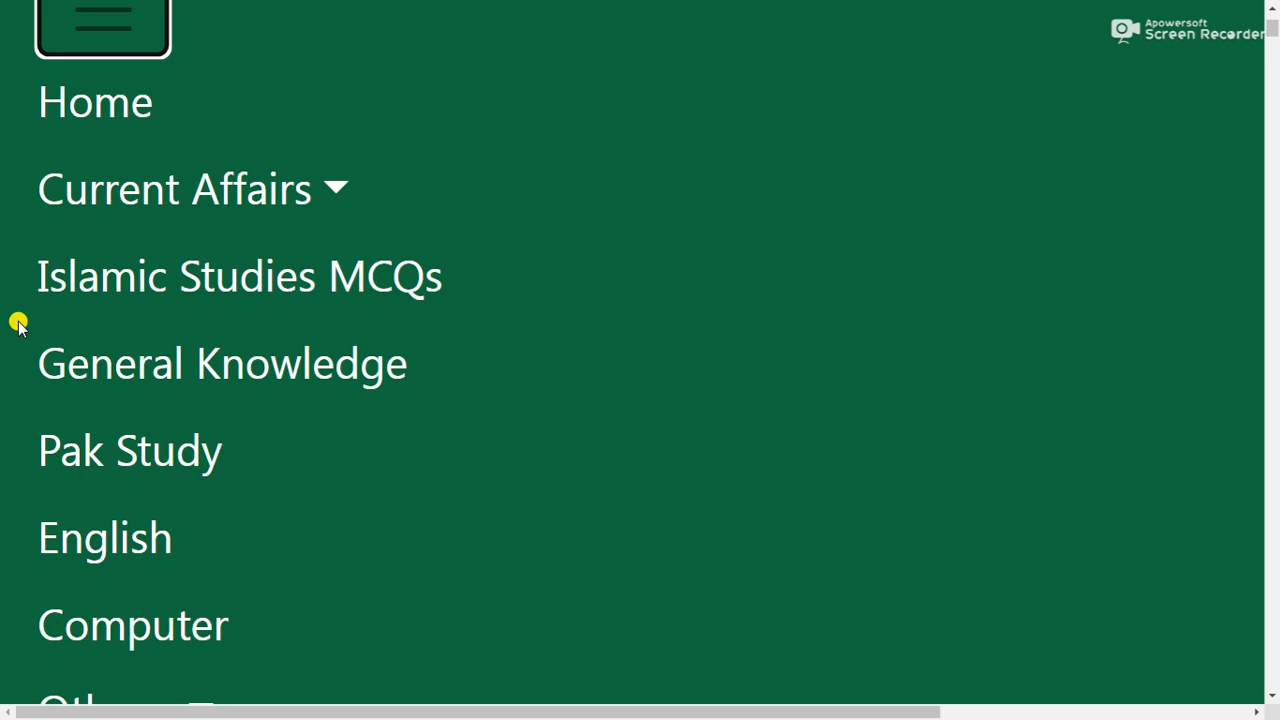 Apowersoft
Screen Recorder
Home
Current Affairs
Islamic Studies MCQs
General Knowledge
Pak Study
English
Computer